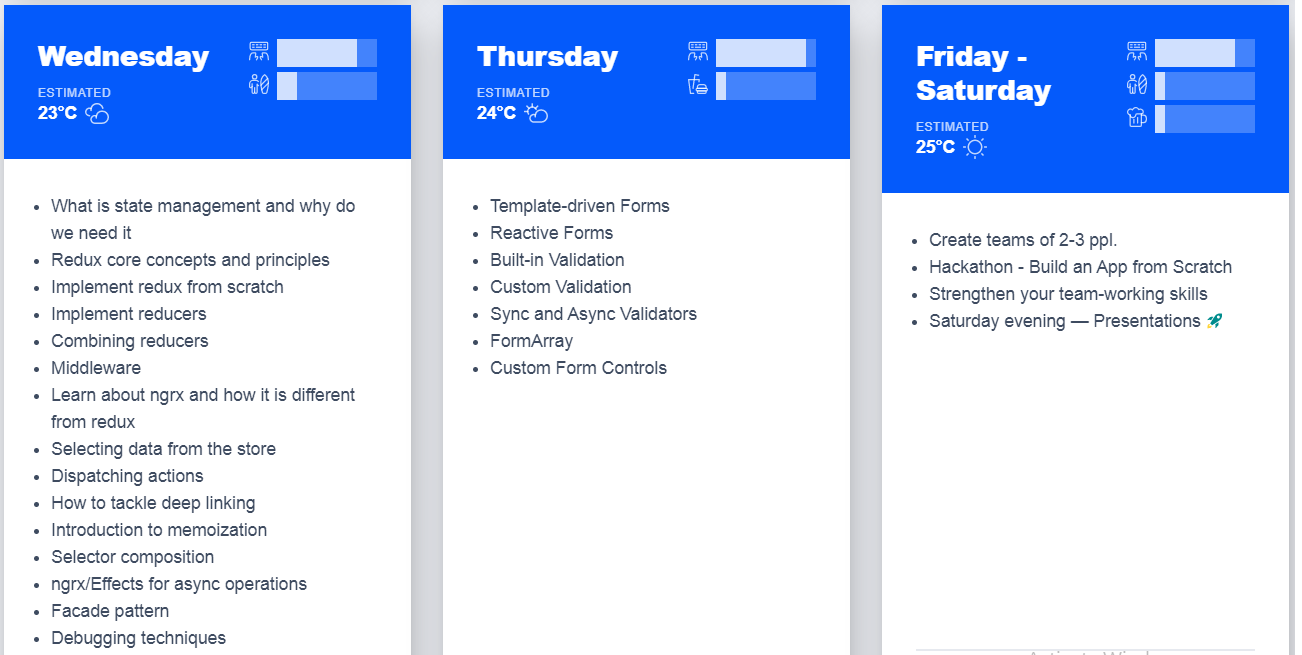 Wednesday
ESTIMATED
23°C
What is state management and why do
we need it
Redux core concepts and principles
Implement redux from scratch
Implement reducers
Combining reducers
Middleware
Learn about ngrx and how it is different
from redux
Selecting data from the store
Dispatching actions
How to tackle deep linking
Introduction to memoization
Selector composition
ngrx/Effects for async operations
Facade pattern
Debugging techniques
Thursday
ESTIMATED
24°C
Template-driven Forms
Reactive Forms
Built-in Validation
Custom Validation
Sync and Async Validators
FormArray
Custom Form Controls
Friday -
Saturday
ESTIMATED
25°C
Create teams of 2-3 ppl.
Hackathon - Build an App from Scratch
Strengthen your team-working skills
Saturday evening — Presentations 🚀